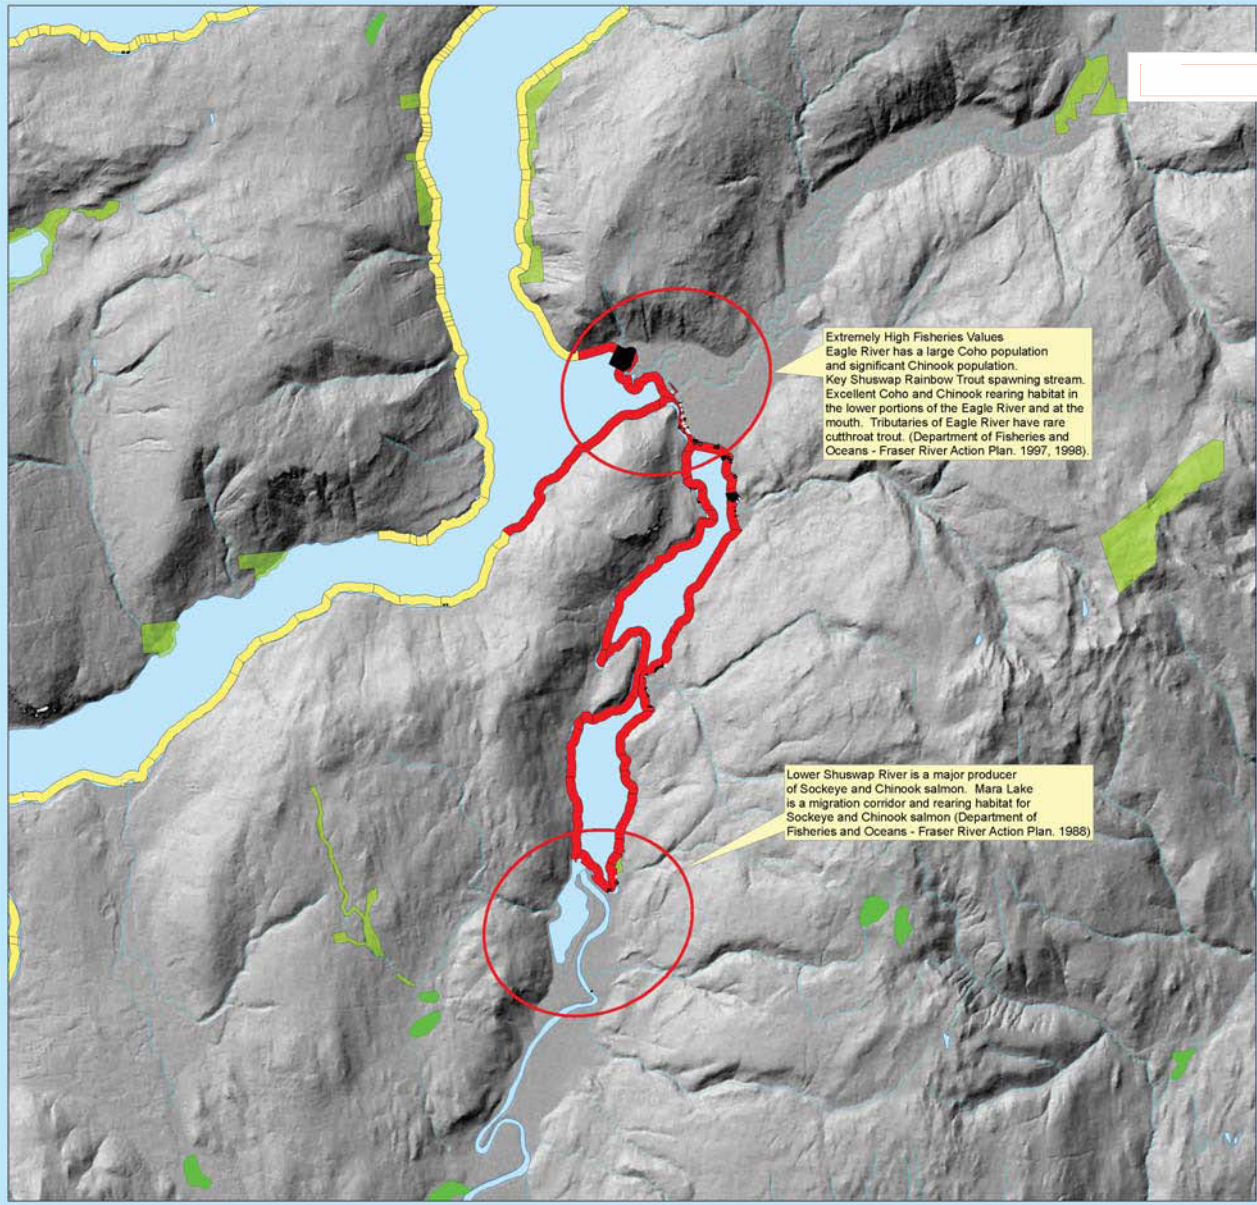 Extremely High Fisheries Values
Eagle River has a large Coho population
and significant Chinook population.
Key Shuswap Rainbow Trout spawning stream.
Excellent Coho and Chinook rearing habitat in
the lower portions of the Eagle River and at the
mouth. Tributaries of Eagle River have rare
cutthroat trout. (Department of Fisheries and
Oceans - Fraser River Action Plan. 1997, 1998).
Lower Shuswap River is a major producer
of Sockeye and Chinook salmon. Mara Lake
is a migration corridor and rearing habitat for
Sockeye and Chinook salmon (Department of
Fisheries and Oceans - Fraser River Action Plan. 1988)